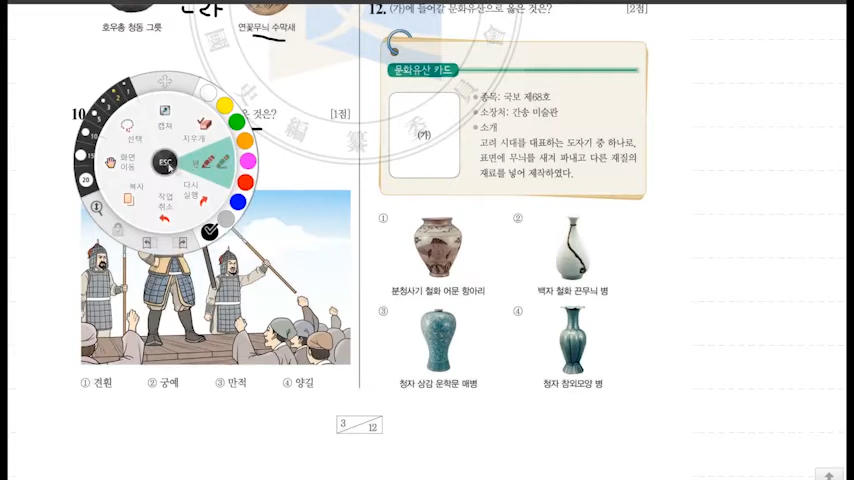 호우총 청동 그릇
연꽃무늬 수막새
10
은 것은?
[1점]
캡쳐
선택
지우개
화면
이동
ESC
펜
복사
작업
취소
다시
실행
20
① 견훤
② 궁예
③ 만적
④ 양길
12. (가)에 들어갈 문화유산으로 옳은 것은?
[2점]
문화유산 카드
(가)
● 종목: 국보 제68호
● 소장처: 간송 미술관
● 소개
고려 시대를 대표하는 도자기 중 하나로,
표면에 무늬를 새겨 파내고 다른 재질의
재료를 넣어 제작하였다.
①
분청사기 철화 어문 항아리
②
백자 철화 끈무늬 병
③
청자 상감 운학문 매병
④
청자 참외모양 병
3
12